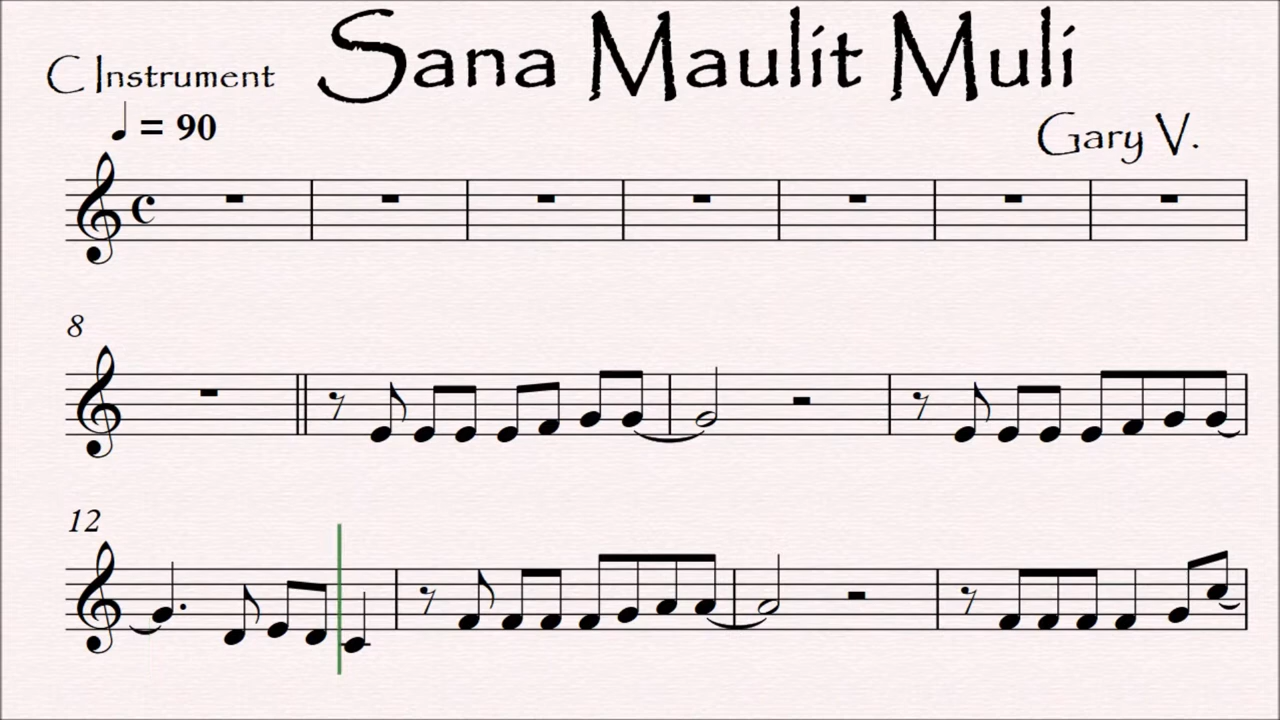 Sana Maulit Muli
C Instrument
♩ = 90
Gary V.
8
12